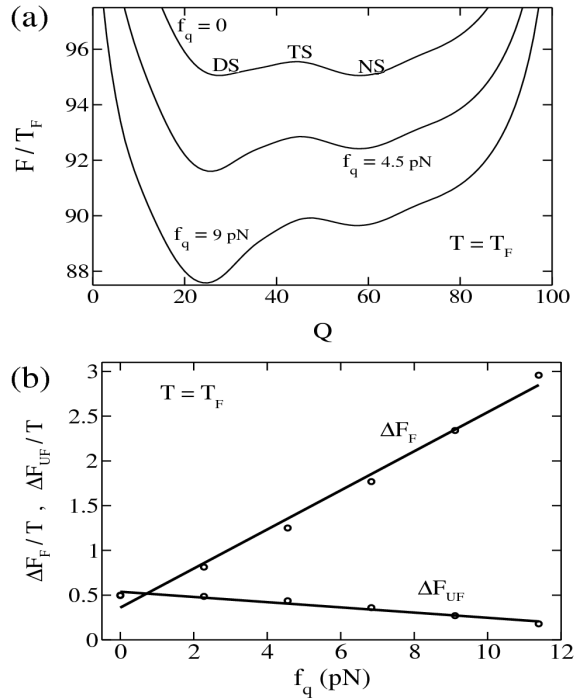 (a)
f_q = 0
DS TS NS
f_q = 4.5 pN
f_q = 9 pN
T = T_F
F / T_F
96
94
92
90
88
0 20 40 60 80 100
Q
(b)
T = T_F
ΔF_F
ΔF_UF
ΔF_F / T , ΔF_UF / T
3
2.5
2
1.5
1
0.5
0
0 2 4 6 8 10 12
f_q (pN)